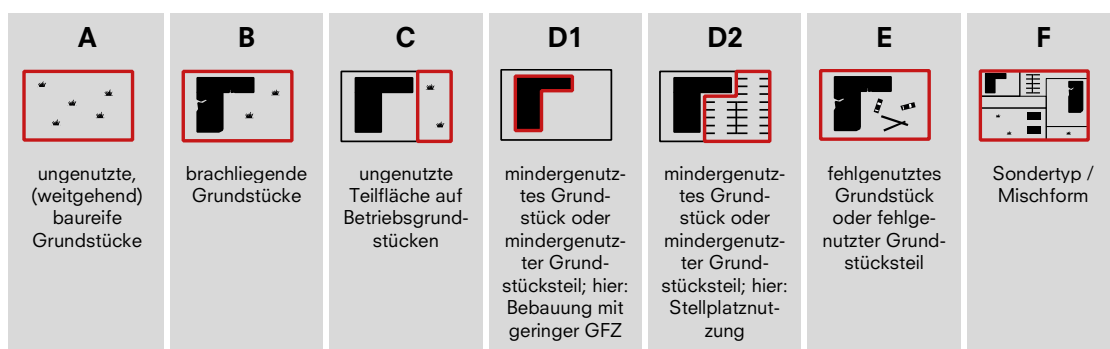 A
ungenutzte,
(weitgehend)
baureife
Grundstücke
B
brachliegende
Grundstücke
C
ungenutzte
Teilfläche auf
Betriebsgrund-
stücken
D1
mindergenutz-
tes Grund-
stück oder
mindergenutz-
ter Grund-
stücksteil; hier:
Bebauung mit
geringer GFZ
D2
mindergenutz-
tes Grund-
stück oder
mindergenutz-
ter Grund-
stücksteil; hier:
Stellplatznut-
zung
E
fehlgenutztes
Grundstück
oder fehlge-
nutzter Grund-
stücksteil
F
Sondertyp /
Mischform